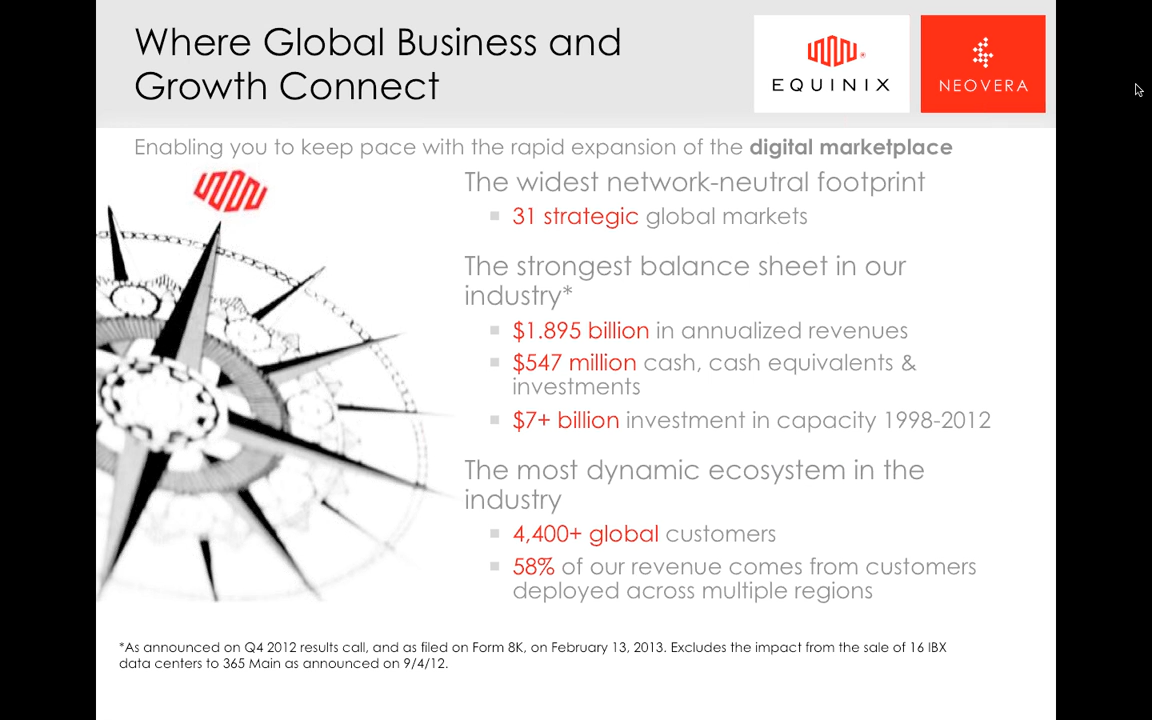 Where Global Business and
Growth Connect
EQUINIX
NEOVERA
Enabling you to keep pace with the rapid expansion of the digital marketplace
The widest network-neutral footprint
31 strategic global markets
The strongest balance sheet in our
industry*
$1.895 billion in annualized revenues
$547 million cash, cash equivalents &
investments
$7+ billion investment in capacity 1998-2012
The most dynamic ecosystem in the
industry
4,400+ global customers
58% of our revenue comes from customers
deployed across multiple regions
*As announced on Q4 2012 results call, and as filed on Form 8K, on February 13, 2013. Excludes the impact from the sale of 16 IBX
data centers to 365 Main as announced on 9/4/12.